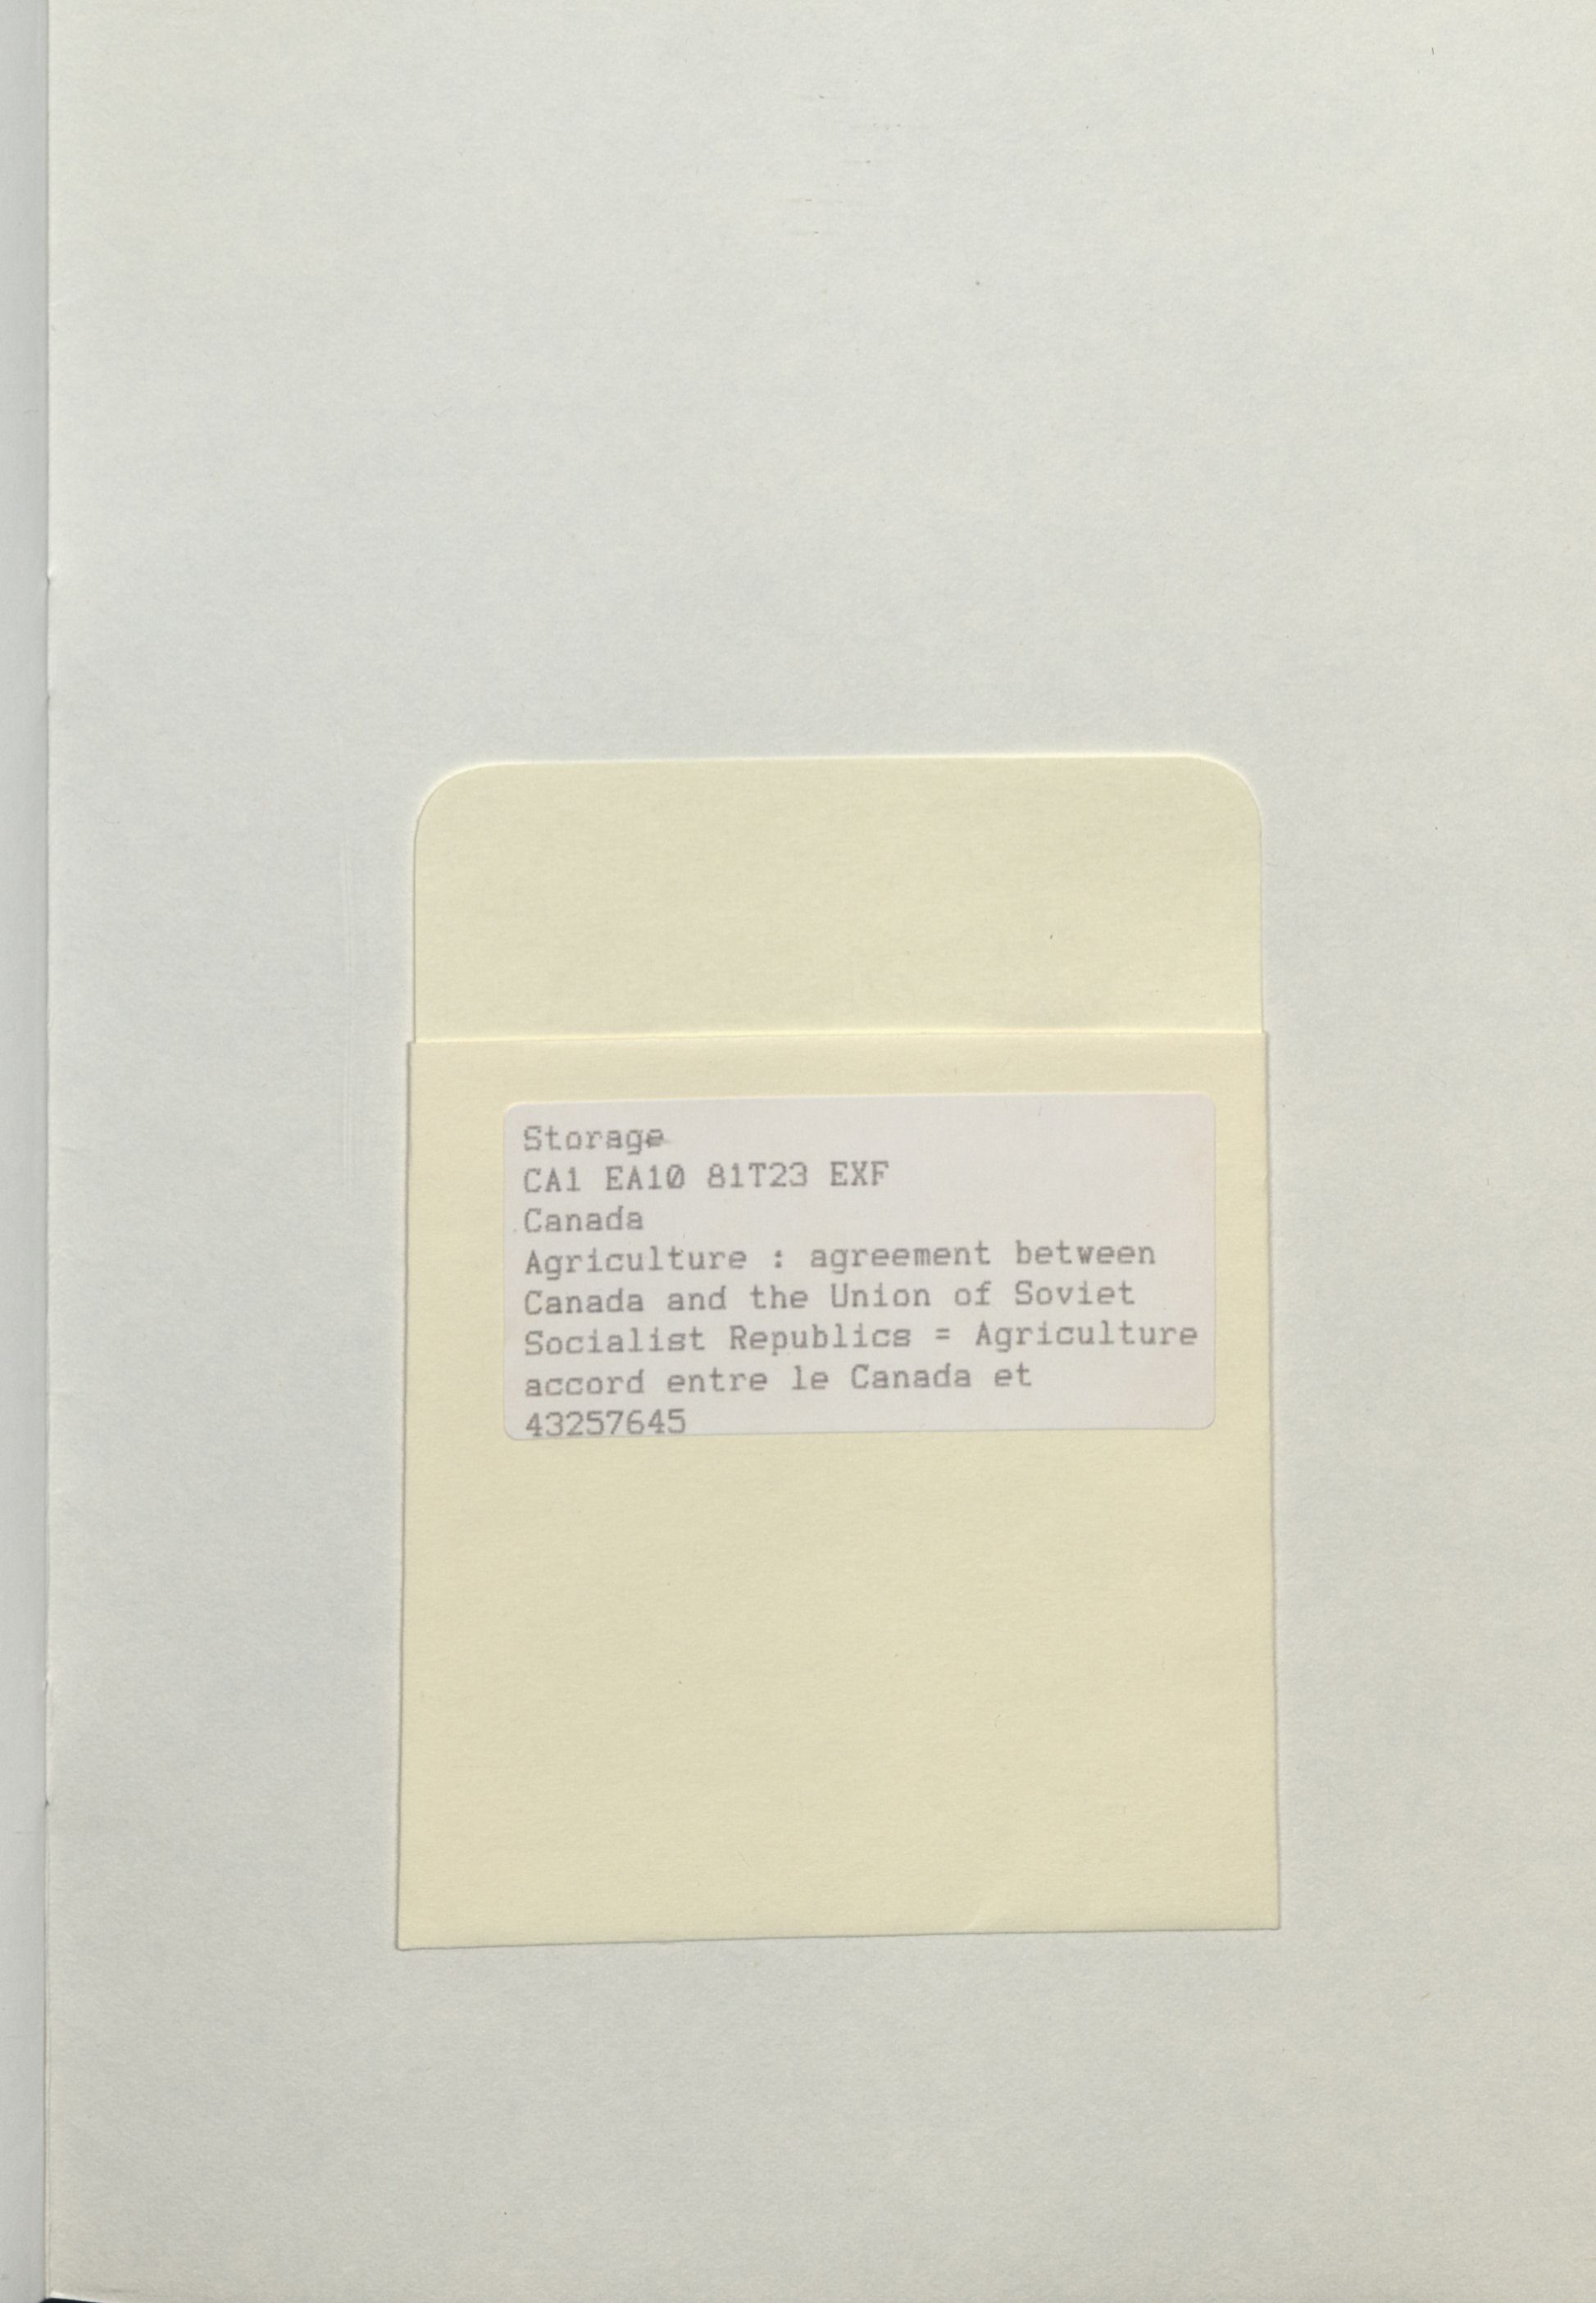 Storage
CA1 EA10 81T23 EXF
Canada
Agriculture : agreement between
Canada and the Union of Soviet
Socialist Republics = Agriculture
accord entre le Canada et
43257645